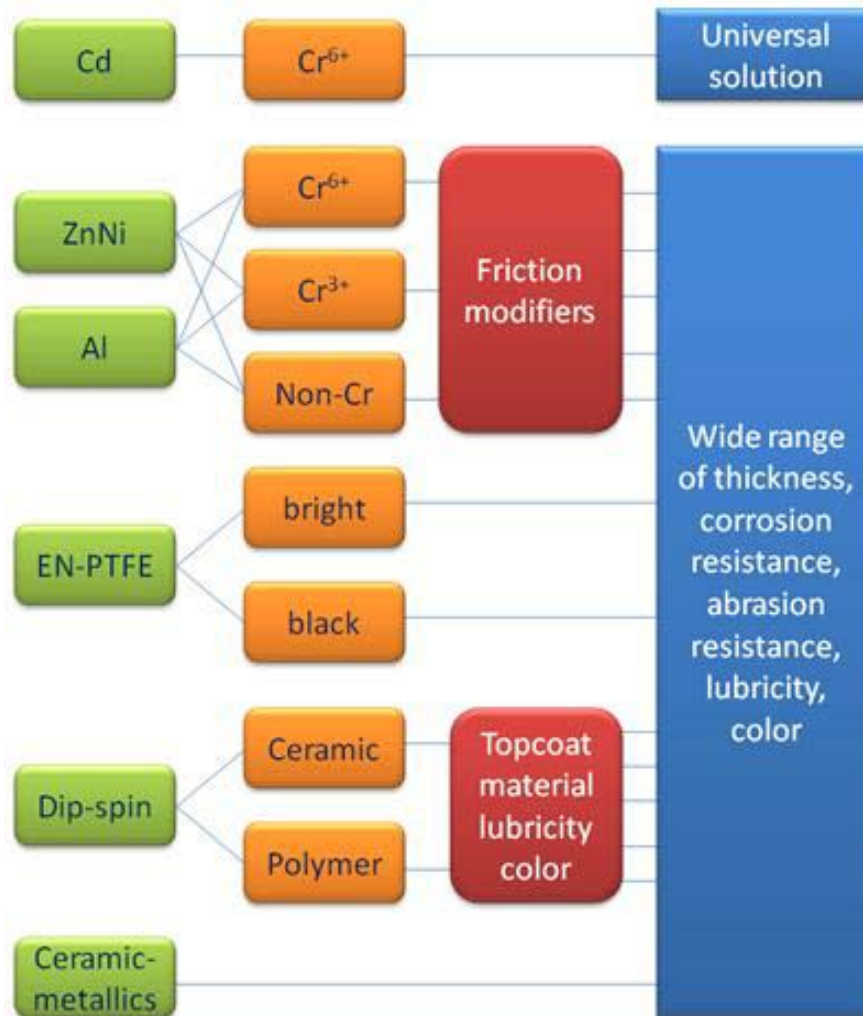 Cd
Cr⁶⁺
Universal
solution
ZnNi
Al
Cr⁶⁺
Cr³⁺
Non-Cr
Friction
modifiers
EN-PTFE
bright
black
Dip-spin
Ceramic
Polymer
Topcoat
material
lubricity
color
Ceramic-
metallics
Wide range
of thickness,
corrosion
resistance,
abrasion
resistance,
lubricity,
color